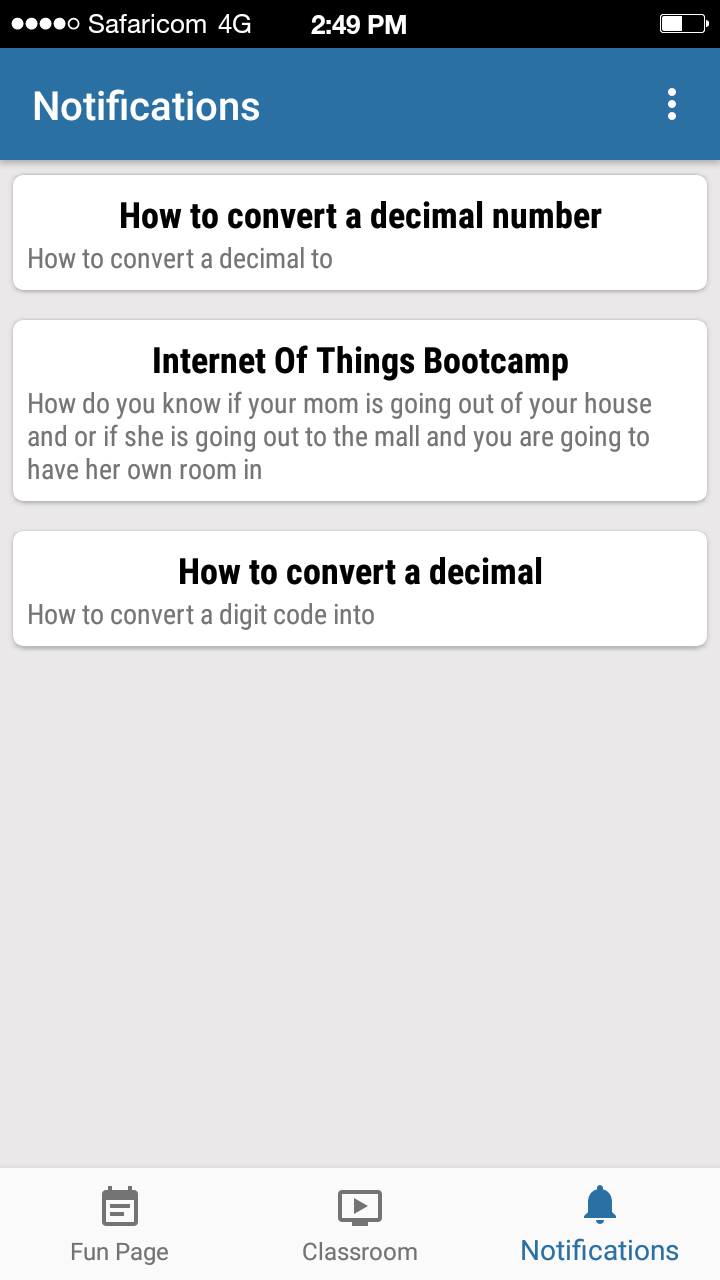 Safaricom 4G 2:49 PM
Notifications
How to convert a decimal number
How to convert a decimal to
Internet Of Things Bootcamp
How do you know if your mom is going out of your house
and or if she is going out to the mall and you are going to
have her own room in
How to convert a decimal
How to convert a digit code into
Fun Page Classroom Notifications